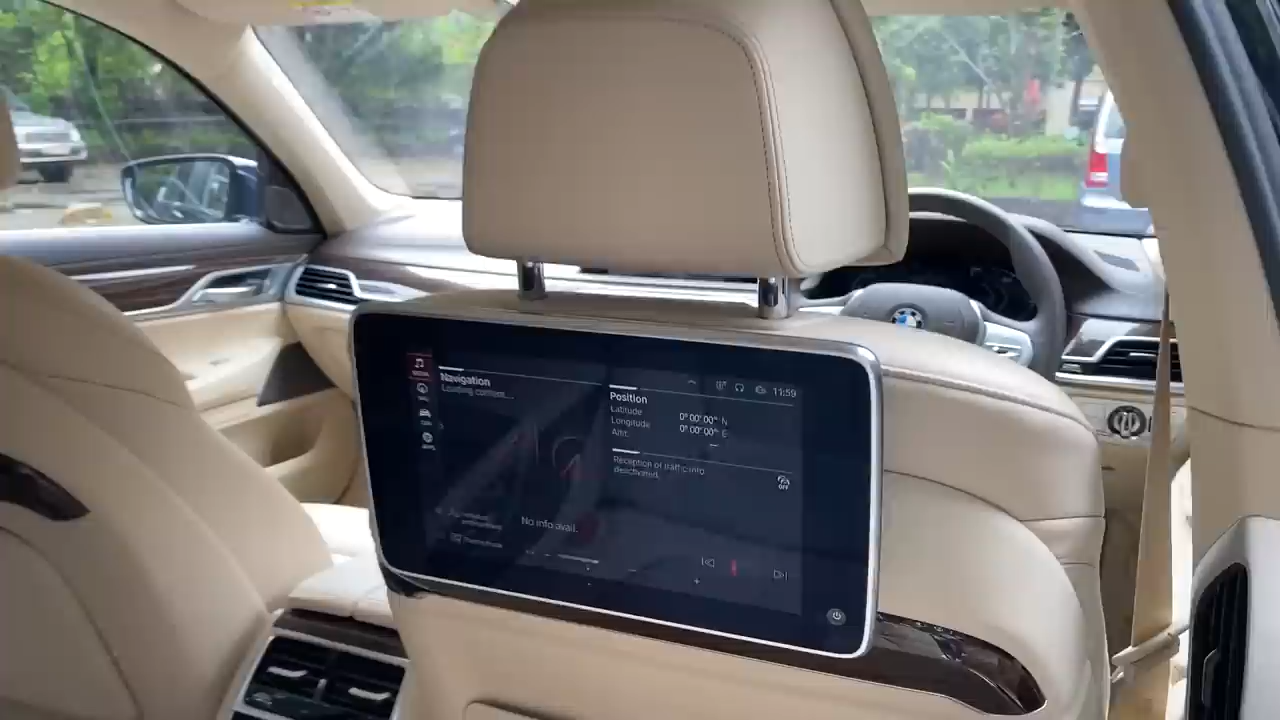 Navigation
Loading content...
11:59
Position
Latitude 0° 00' 00" N
Longitude 0° 00' 00" E
Reception of traffic info
deactivated.
OFF
No info avail.